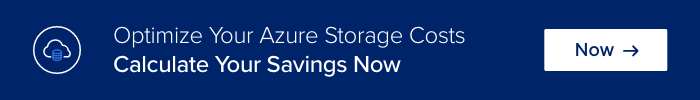 Optimize Your Azure Storage Costs
Calculate Your Savings Now
Now →